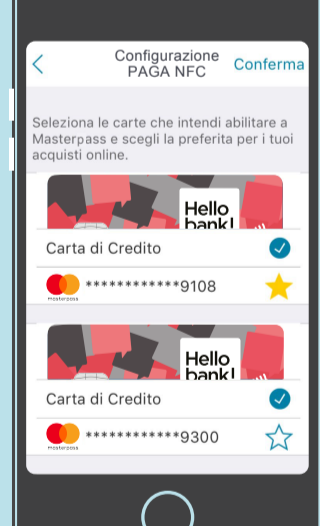 Configurazione
PAGA NFC
Conferma
Seleziona le carte che intendi abilitare a
Masterpass e scegli la preferita per i tuoi
acquisti online.
Hello
bank!
Carta di Credito
masterpass
************9108
Hello
bank!
Carta di Credito
masterpass
************9300